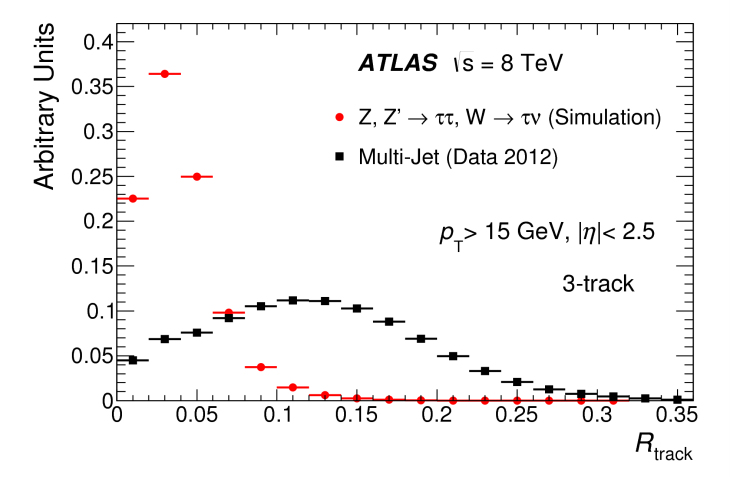 Arbitrary Units
0.4
0.35
0.3
0.25
0.2
0.15
0.1
0.05
0
ATLAS √s = 8 TeV
Z, Z' → ττ, W → τν (Simulation)
Multi-Jet (Data 2012)
p_T> 15 GeV, |η|< 2.5
3-track
0 0.05 0.1 0.15 0.2 0.25 0.3 0.35
R_track